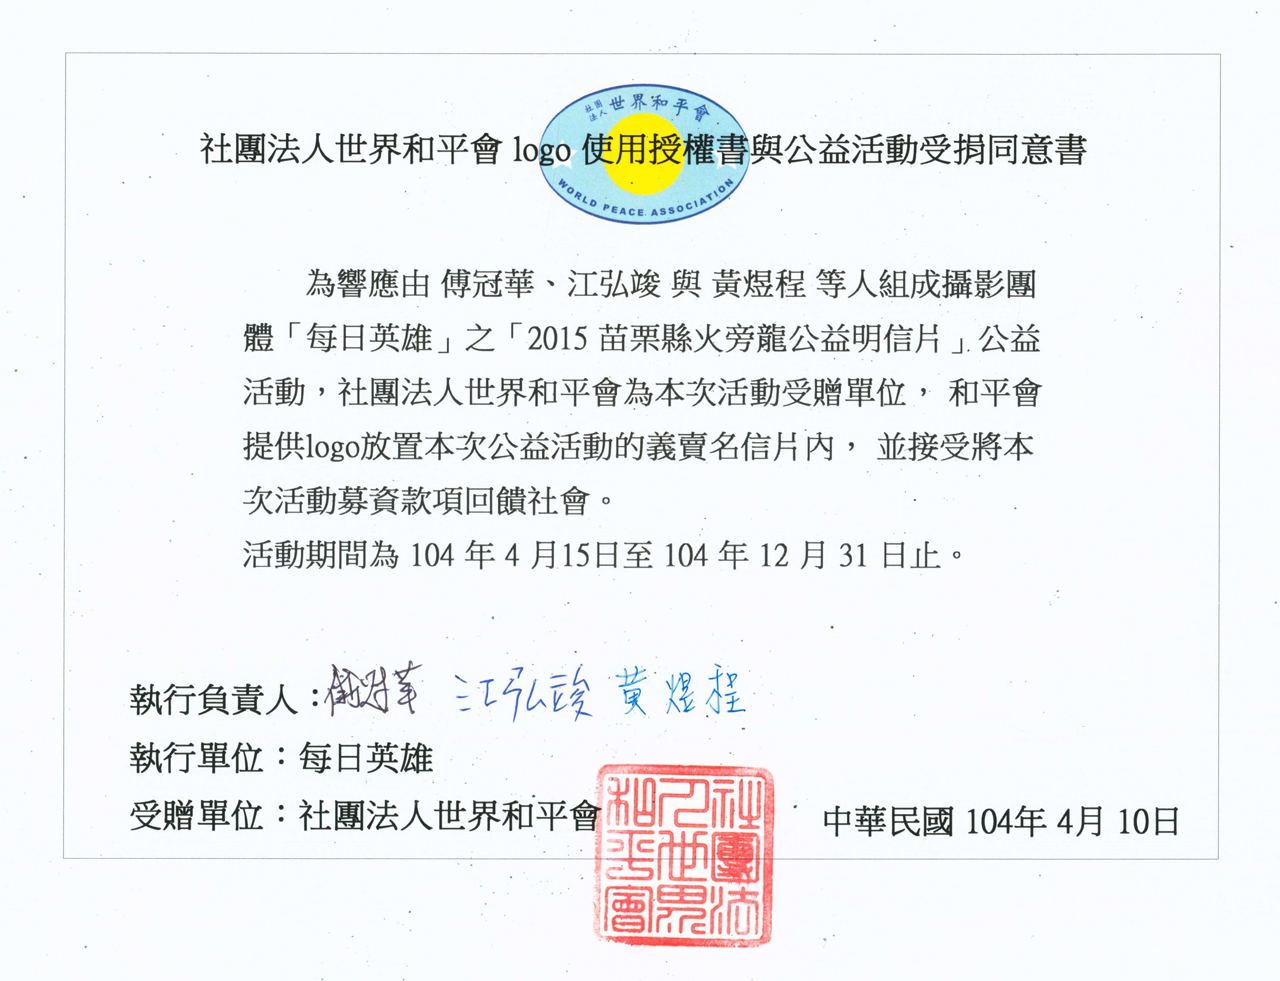 社團法人 世界和平會
社團法人世界和平會 logo 使用授權書與公益活動受捐同意書
WORLD PEACE ASSOCIATION
為響應由 傅冠華、江弘竣 與 黃煜程 等人組成攝影團
體「每日英雄」之「2015 苗栗縣火旁龍公益明信片」公益
活動，社團法人世界和平會為本次活動受贈單位， 和平會
提供logo放置本次公益活動的義賣名信片內， 並接受將本
次活動募資款項回饋社會。
活動期間為 104 年 4 月15日至 104 年 12 月 31 日止。
執行負責人：傅冠華 江弘竣 黃煜程
執行單位：每日英雄
受贈單位：社團法人世界和平會
中華民國 104年 4月 10日
社團法
人世界
和平會